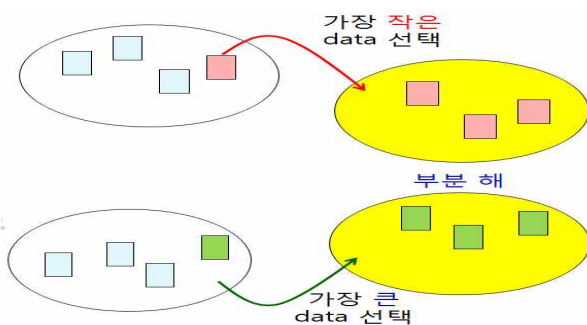 가장 작은
data 선택
부분 해
가장 큰
data 선택